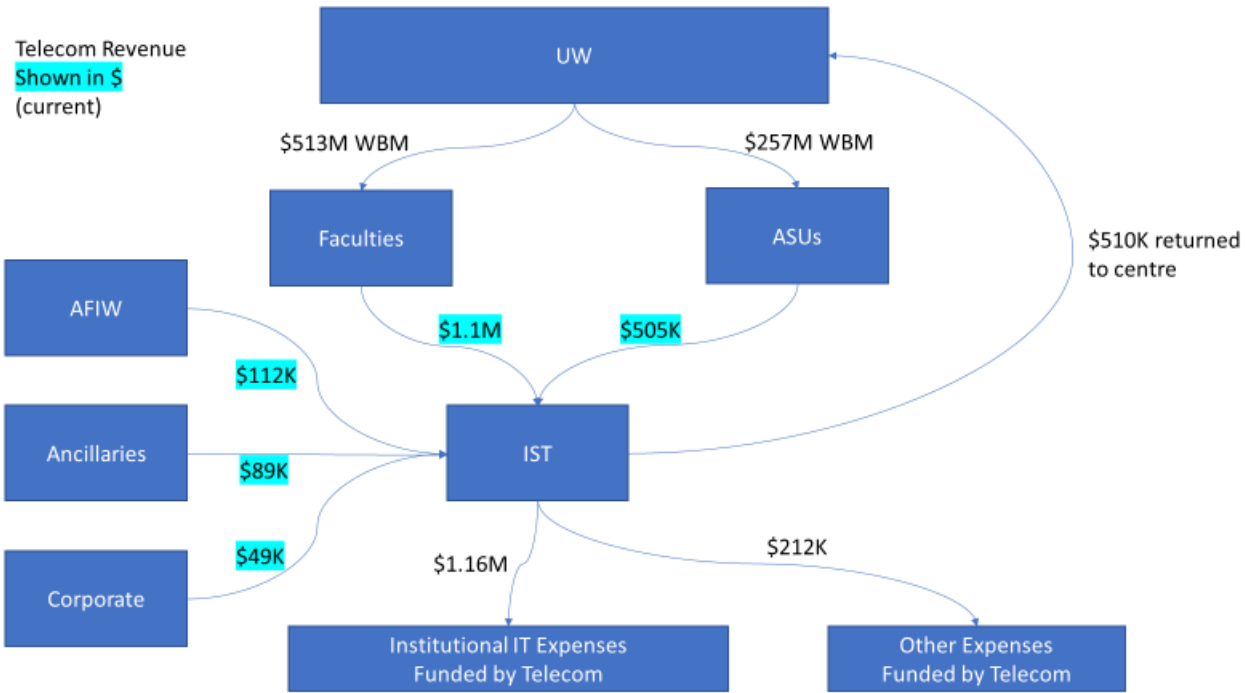 Telecom Revenue
Shown in $
(current)
UW
$513M WBM
$257M WBM
Faculties
ASUs
$510K returned
to centre
AFIW
$1.1M
$505K
$112K
Ancillaries
$89K
IST
$49K
Corporate
$1.16M
$212K
Institutional IT Expenses
Funded by Telecom
Other Expenses
Funded by Telecom